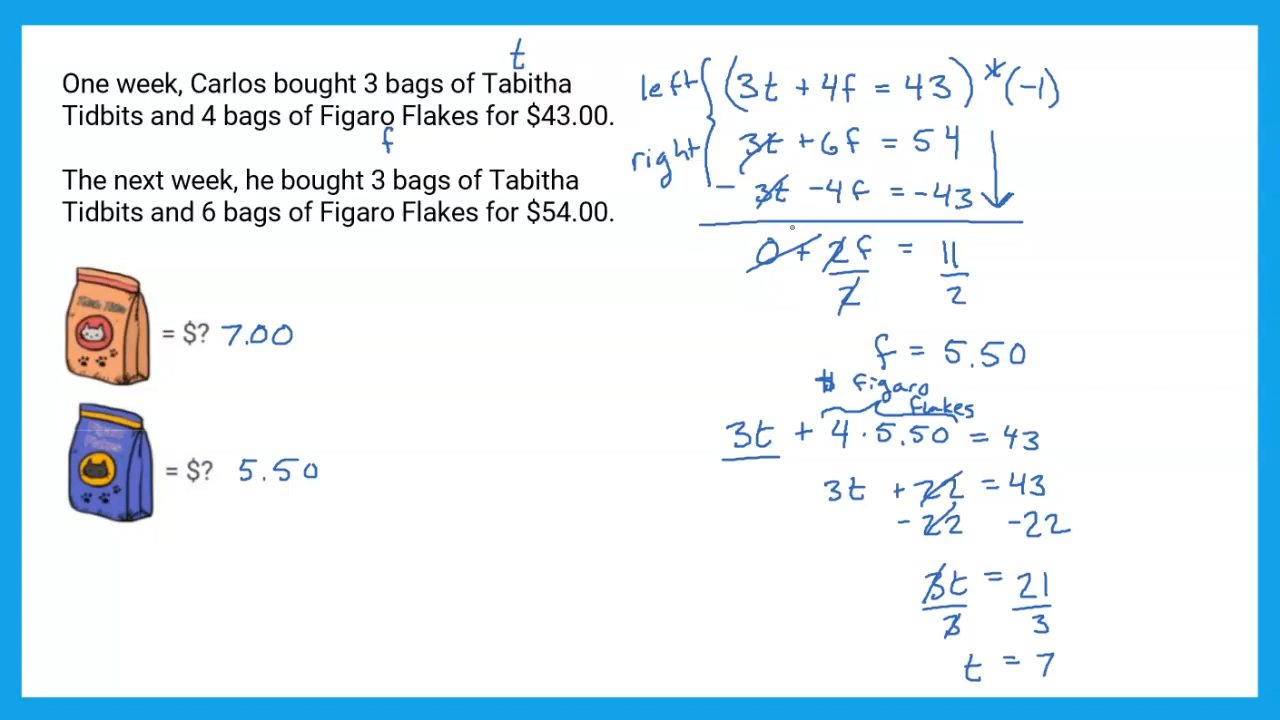 t
One week, Carlos bought 3 bags of Tabitha
Tidbits and 4 bags of Figaro Flakes for $43.00.
f
The next week, he bought 3 bags of Tabitha
Tidbits and 6 bags of Figaro Flakes for $54.00.
= $? 7.00
= $? 5.50
left (3t + 4f = 43) * (-1)
right 3t + 6f = 54
- 3t - 4f = -43
0 + 2f = 11
2 2
f = 5.50
Figaro
Flakes
3t + 4 · 5.50 = 43
3t + 22 = 43
- 22 -22
3t = 21
3 3
t = 7